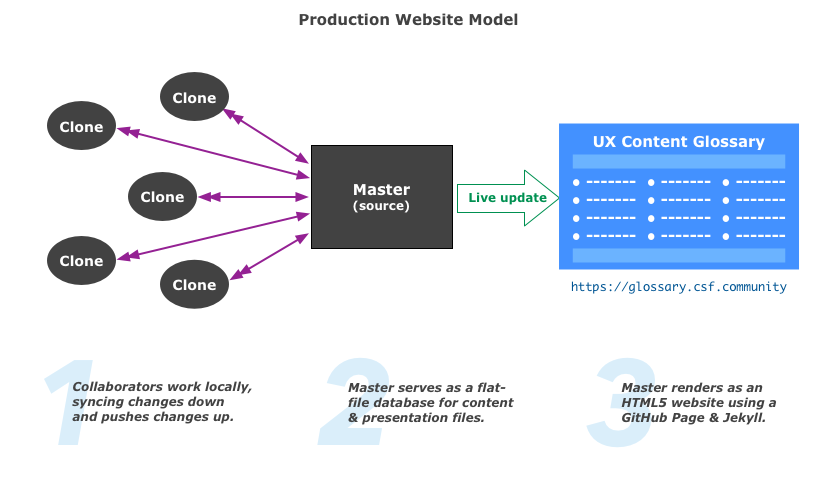 Production Website Model
Clone
Clone
Clone
Clone
Clone
Master
(source)
Live update
UX Content Glossary
https://glossary.csf.community
1
Collaborators work locally,
syncing changes down
and pushes changes up.
2
Master serves as a flat-
file database for content
& presentation files.
3
Master renders as an
HTML5 website using a
GitHub Page & Jekyll.